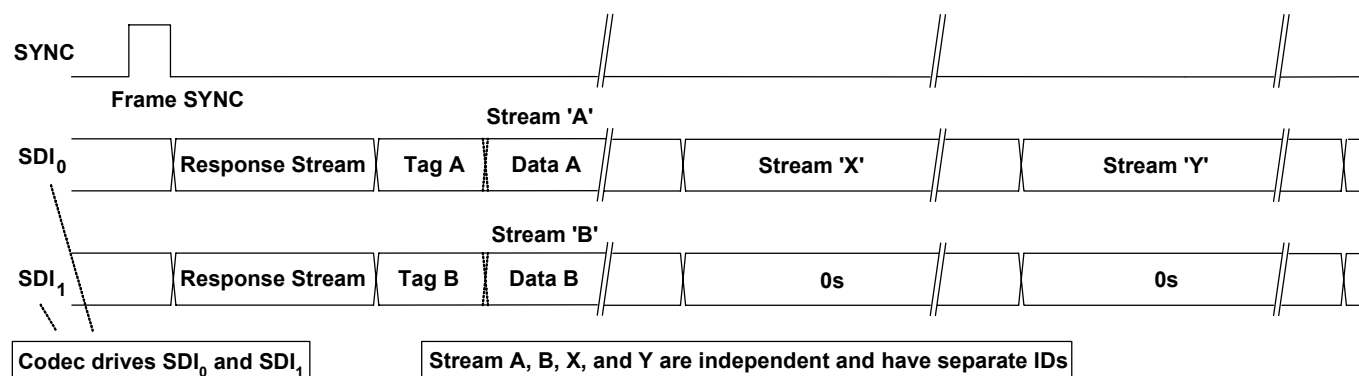 SYNC
Frame SYNC
Stream 'A'
SDI0 Response Stream Tag A Data A Stream 'X' Stream 'Y'
Stream 'B'
SDI1 Response Stream Tag B Data B 0s 0s
Codec drives SDI0 and SDI1 Stream A, B, X, and Y are independent and have separate IDs